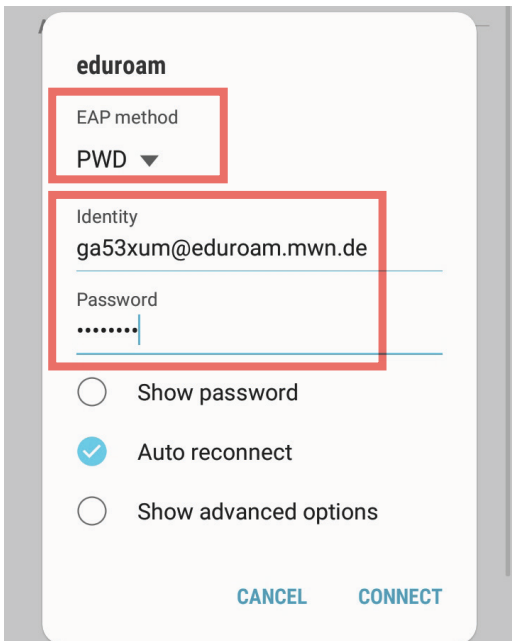 eduroam
EAP method
PWD
Identity
ga53xum@eduroam.mwn.de
Password
••••••••
Show password
Auto reconnect
Show advanced options
CANCEL CONNECT